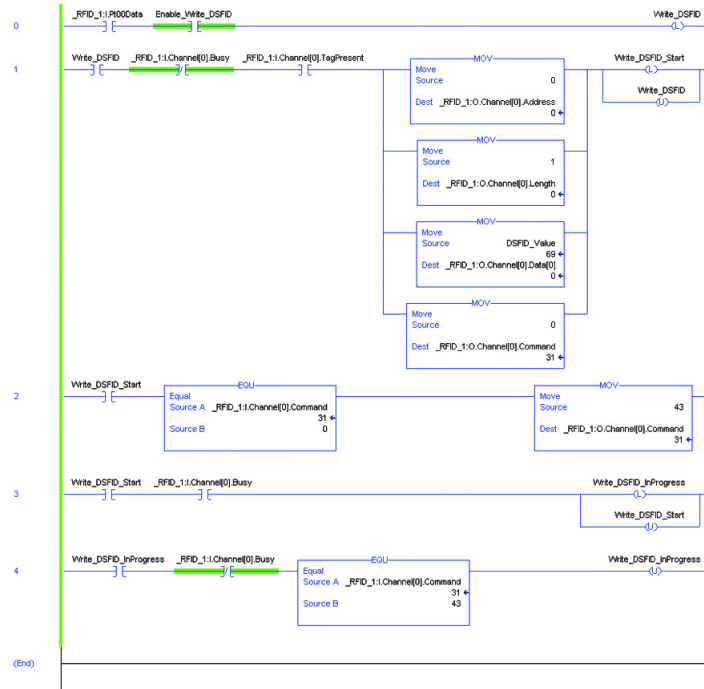 _RFID_1:I.Pt00Data Enable_Write_DSFID Write_DSFID
0 (L)
Write_DSFID _RFID_1:I.Channel[0].Busy _RFID_1:I.Channel[0].TagPresent MOV Write_DSFID_Start
1 (L)
Move
Source 0
Write_DSFID
(U)
Dest _RFID_1:O.Channel[0].Address
0
MOV
Move
Source 1
Dest _RFID_1:O.Channel[0].Length
0
MOV
Move
Source DSFID_Value
69
Dest _RFID_1:O.Channel[0].Data[0]
0
MOV
Move
Source 0
Dest _RFID_1:O.Channel[0].Command
31
2
Write_DSFID_Start
EQU
Equal
Source A _RFID_1:I.Channel[0].Command
31
Source B 0
MOV
Move
Source 43
Dest _RFID_1:O.Channel[0].Command
31
Write_DSFID_Start _RFID_1:I.Channel[0].Busy Write_DSFID_InProgress
3 (L)
Write_DSFID_Start
(U)
Write_DSFID_InProgress _RFID_1:I.Channel[0].Busy EQU Write_DSFID_InProgress
4 (U)
Equal
Source A _RFID_1:I.Channel[0].Command
31
Source B 43
(End)